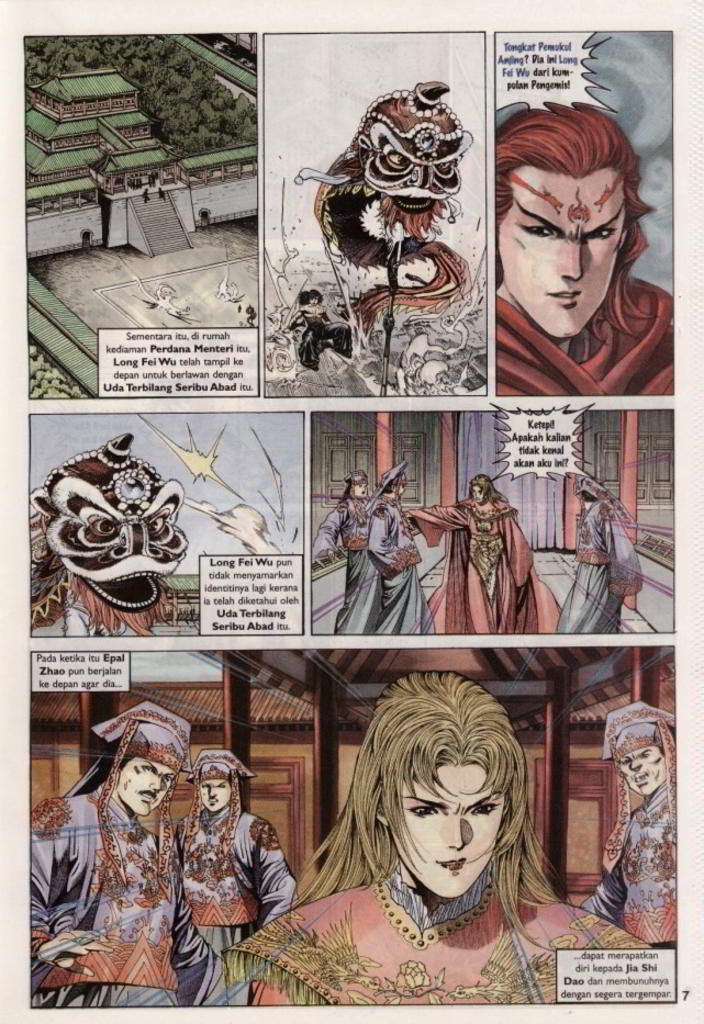 Sementara itu, di rumah
kediaman Perdana Menteri itu,
Long Fei Wu telah tampil ke
depan untuk berlawan dengan
Uda Terbilang Seribu Abad itu.
Tongkat Pemukul
Anjing? Dia ini Long
Fei Wu dari kum-
pulan Pengemis!
Long Fei Wu pun
tidak menyamarkan
identitinya lagi kerana
ia telah diketahui oleh
Uda Terbilang
Seribu Abad itu.
Ketepi!
Apakah kalian
tidak kenal
akan aku ini?
Pada ketika itu Epal
Zhao pun berjalan
ke depan agar dia...
...dapat merapatkan
diri kepada Jia Shi
Dao dan membunuhnya
dengan segera tergempar.
7